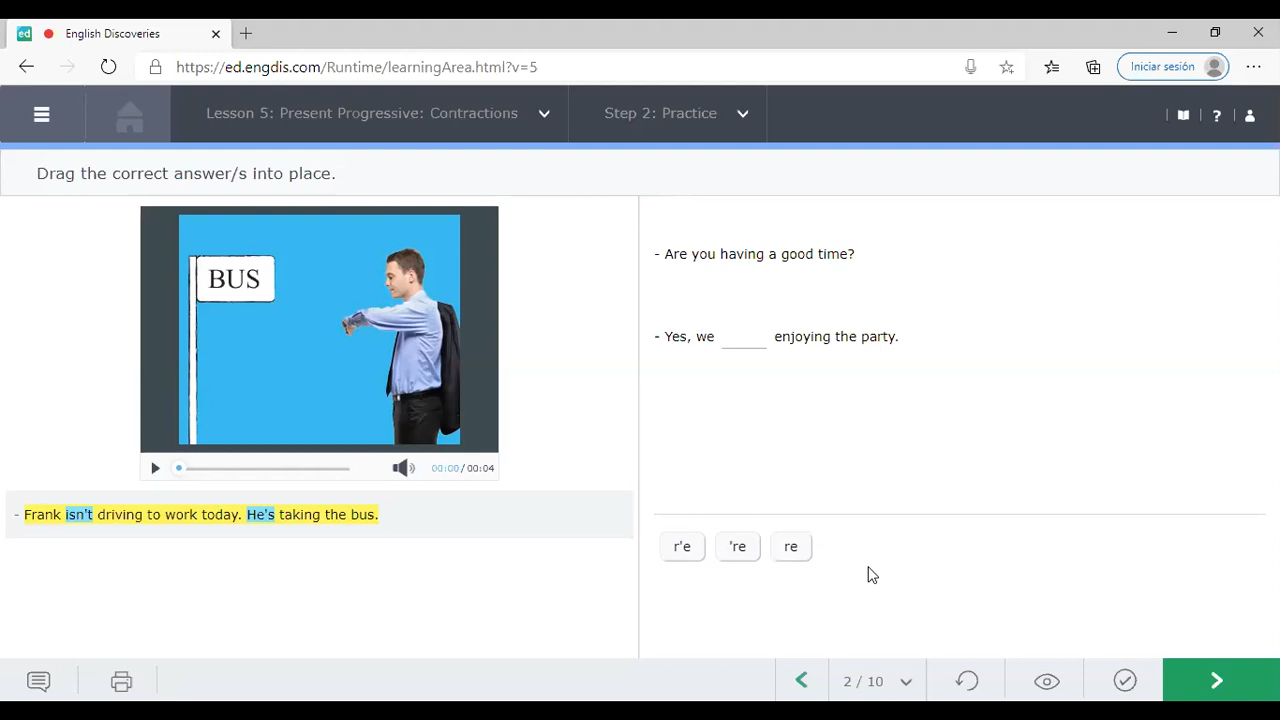 ed English Discoveries
https://ed.engdis.com/Runtime/learningArea.html?v=5
Iniciar sesión
Lesson 5: Present Progressive: Contractions
Step 2: Practice
?
Drag the correct answer/s into place.
BUS
00:00 / 00:04
- Frank isn't driving to work today. He's taking the bus.
- Are you having a good time?
- Yes, we _____ enjoying the party.
r'e 're re
2 / 10